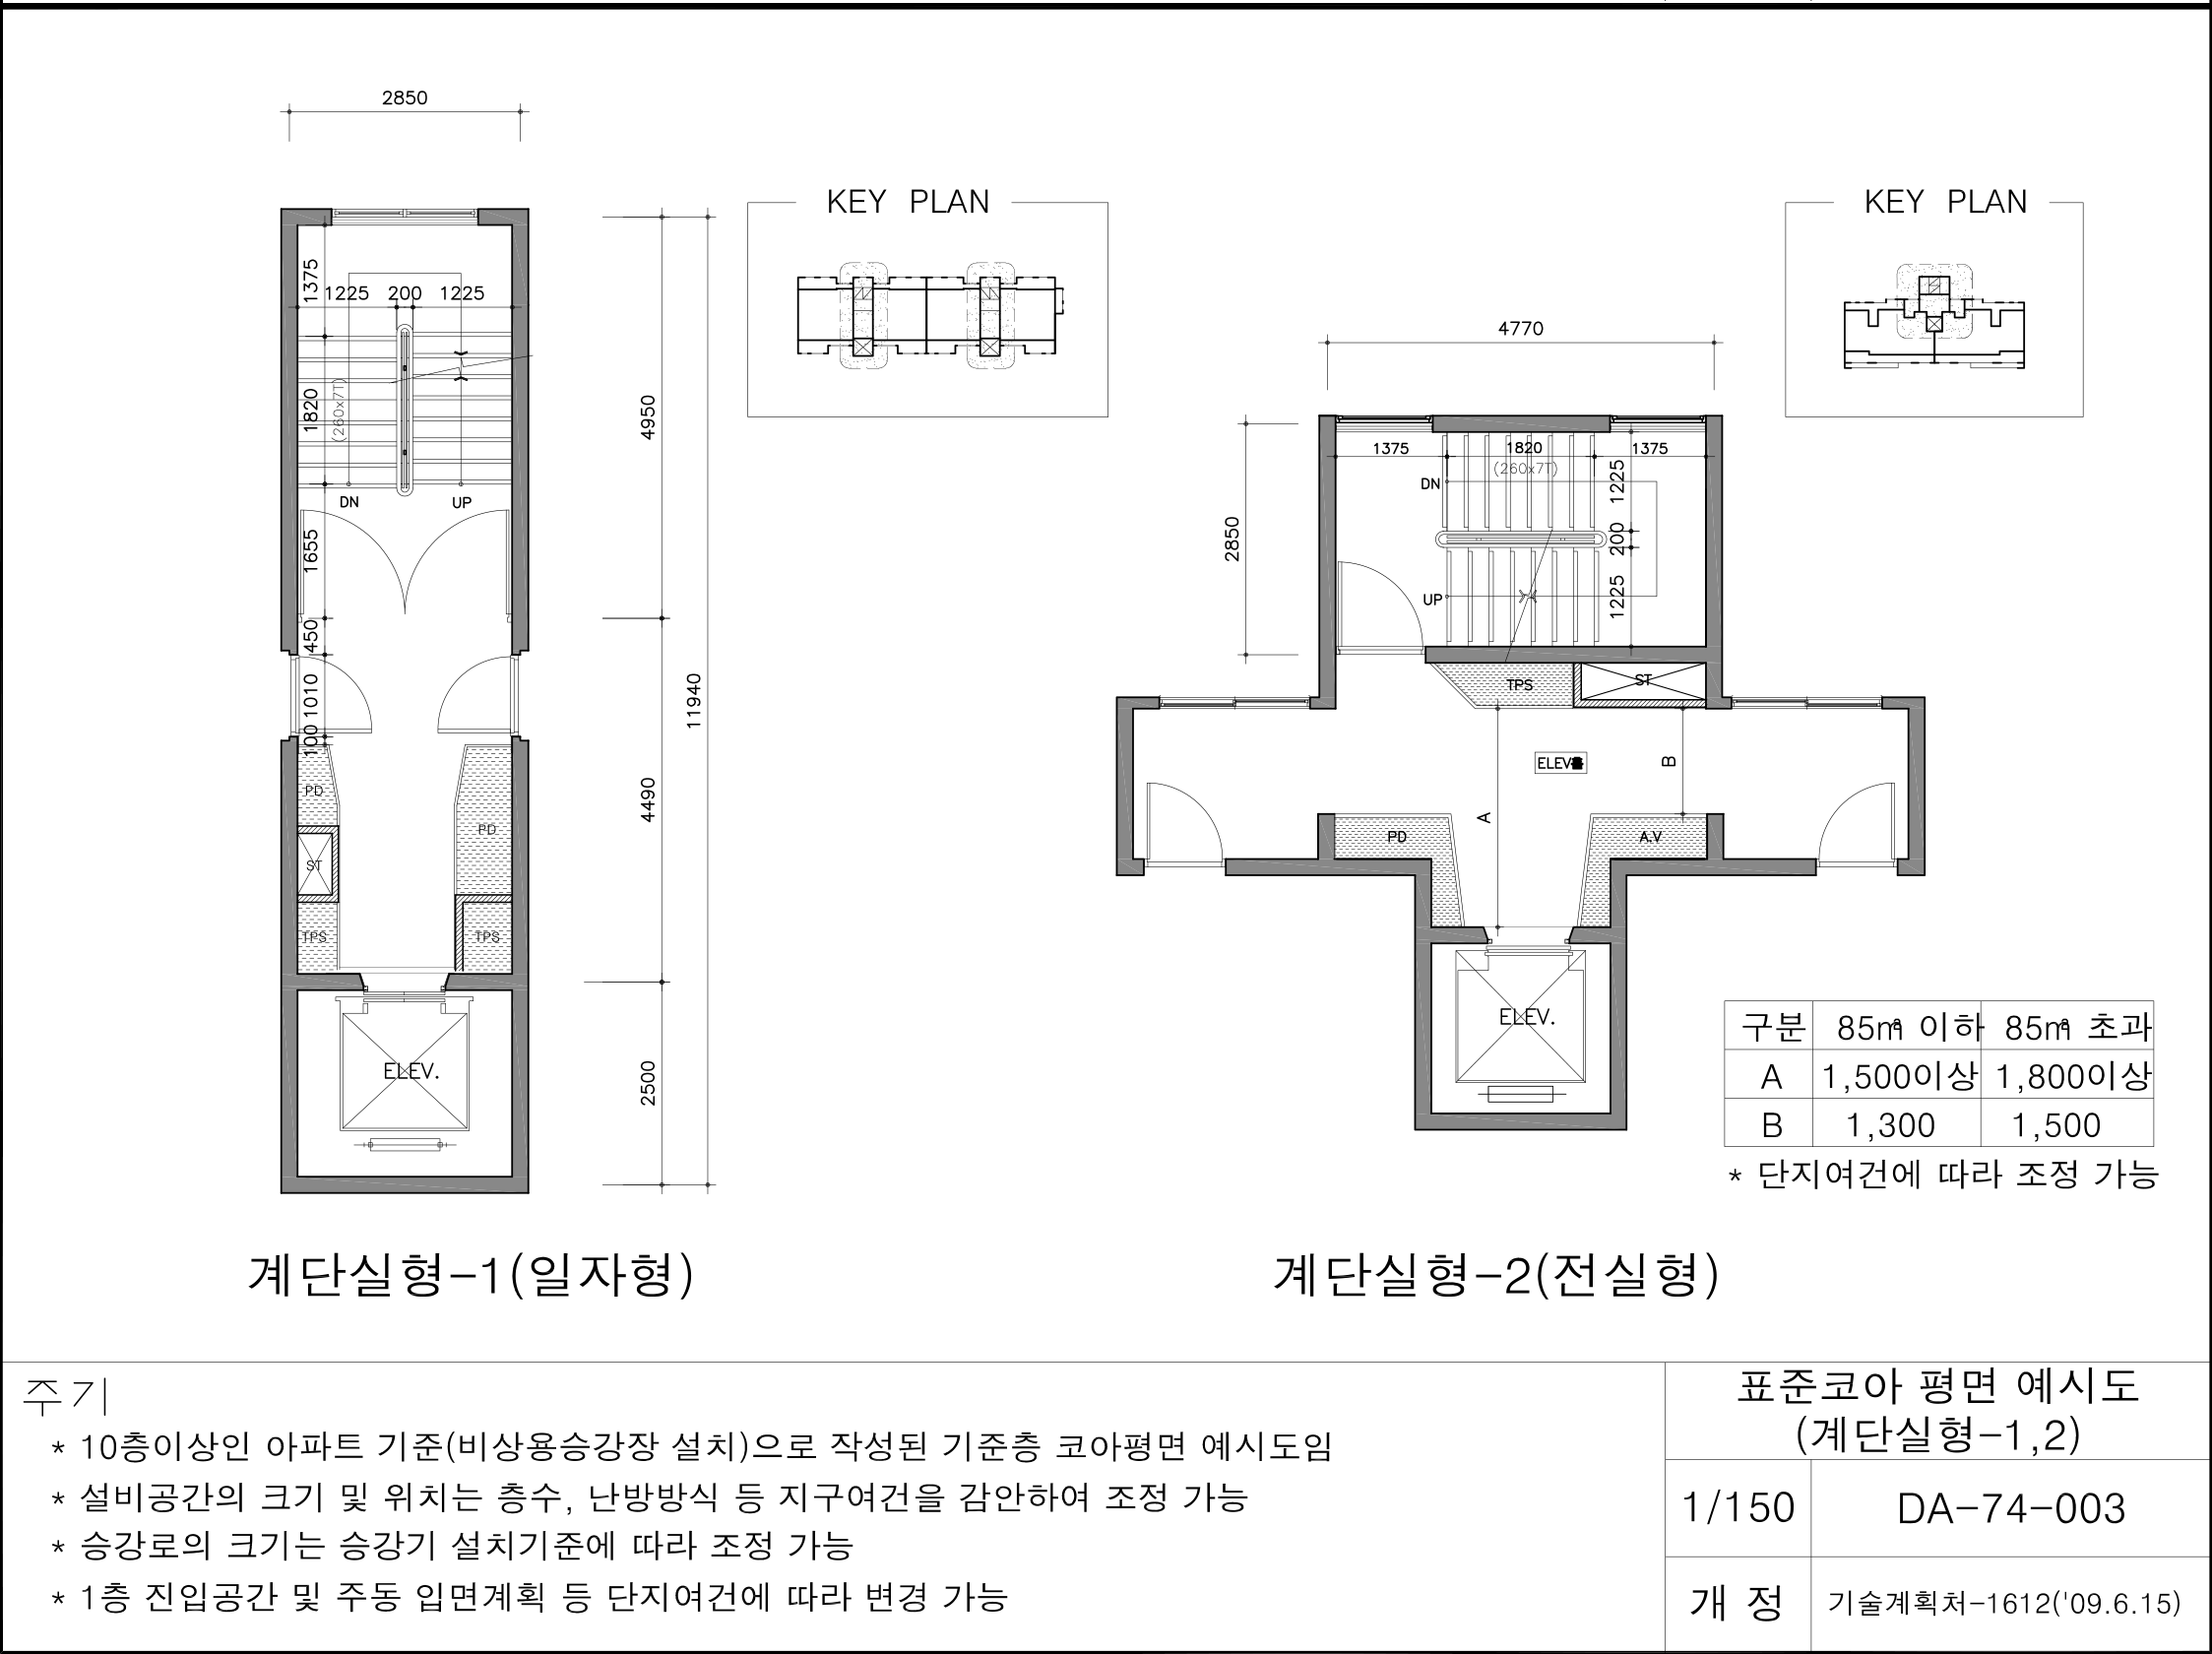 2850
KEY PLAN
KEY PLAN
1375
1225 200 1225
1820
(260x7T)
DN UP
1655
450
1010
100
PD
PD
ST
TPS
TPS
ELEV.
4950
4490
2500
11940
4770
2850
1375 1820 1375
(260x7T)
DN
UP
1225
200
1225
TPS
ST
ELEV
A
B
PD
A.V
ELEV.
구분 85㎡ 이하 85㎡ 초과
A 1,500이상 1,800이상
B 1,300 1,500
* 단지여건에 따라 조정 가능
계단실형-1(일자형)
계단실형-2(전실형)
주기
* 10층이상인 아파트 기준(비상용승강장 설치)으로 작성된 기준층 코아평면 예시도임
* 설비공간의 크기 및 위치는 층수, 난방방식 등 지구여건을 감안하여 조정 가능
* 승강로의 크기는 승강기 설치기준에 따라 조정 가능
* 1층 진입공간 및 주동 입면계획 등 단지여건에 따라 변경 가능
표준코아 평면 예시도
(계단실형-1,2)
1/150 DA-74-003
개 정 기술계획처-1612('09.6.15)